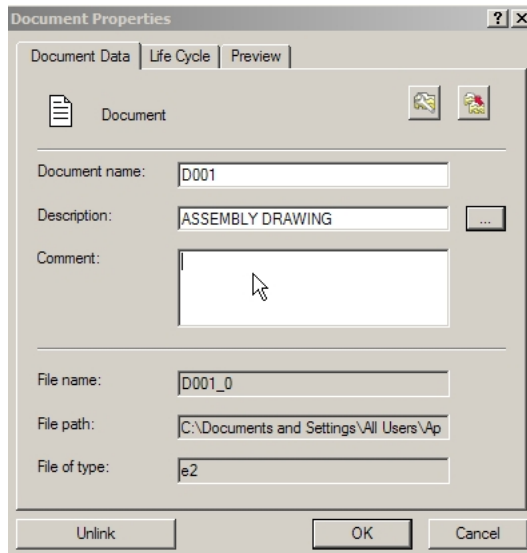 Document Properties
? X
Document Data Life Cycle Preview
Document
Document name: D001
Description: ASSEMBLY DRAWING ...
Comment:
File name: D001_0
File path: C:\Documents and Settings\All Users\Ap
File of type: e2
Unlink OK Cancel